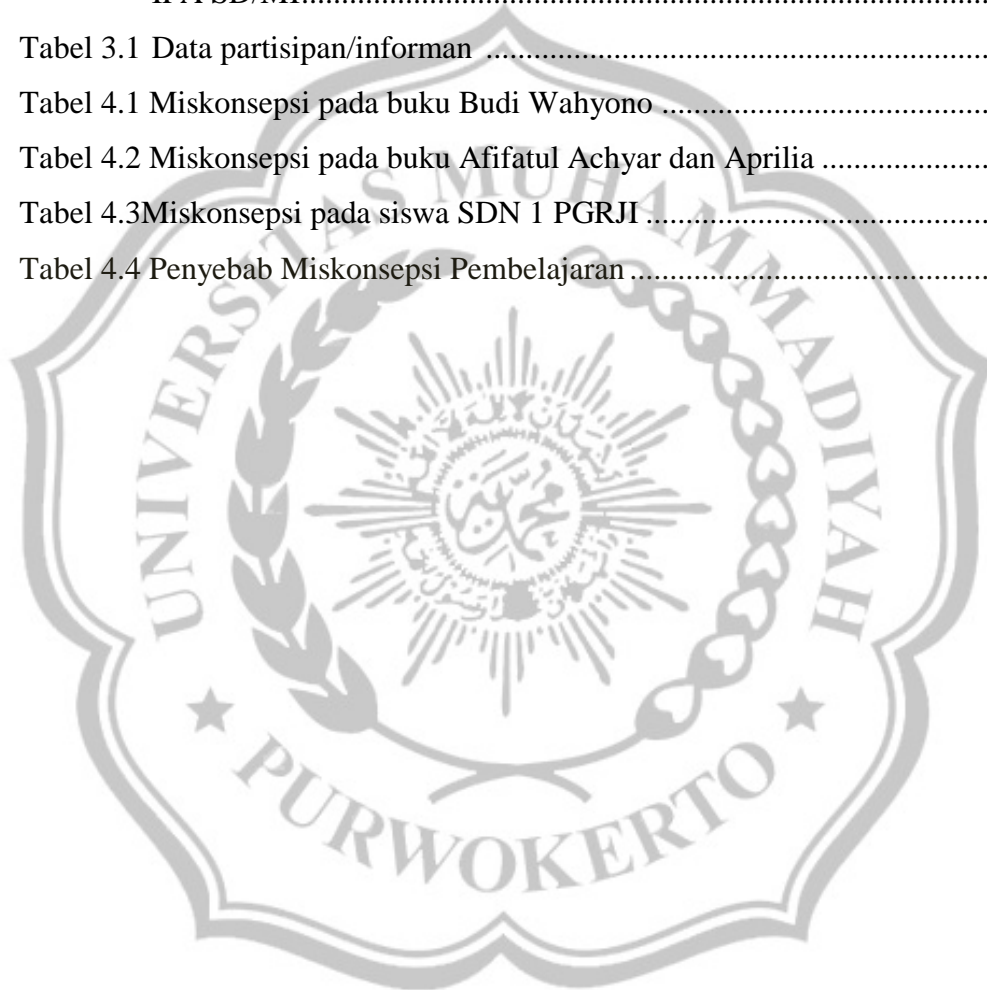 IPA SD/MI..............................................................................................
Tabel 3.1 Data partisipan/informan ......................................................
Tabel 4.1 Miskonsepsi pada buku Budi Wahyono ....................................
Tabel 4.2 Miskonsepsi pada buku Afifatul Achyar dan Aprilia ..................
Tabel 4.3Miskonsepsi pada siswa SDN 1 PGRJI .....................................
Tabel 4.4 Penyebab Miskonsepsi Pembelajaran ......................................
UNIVERSITAS MUHAMMADIYAH
PURWOKERTO